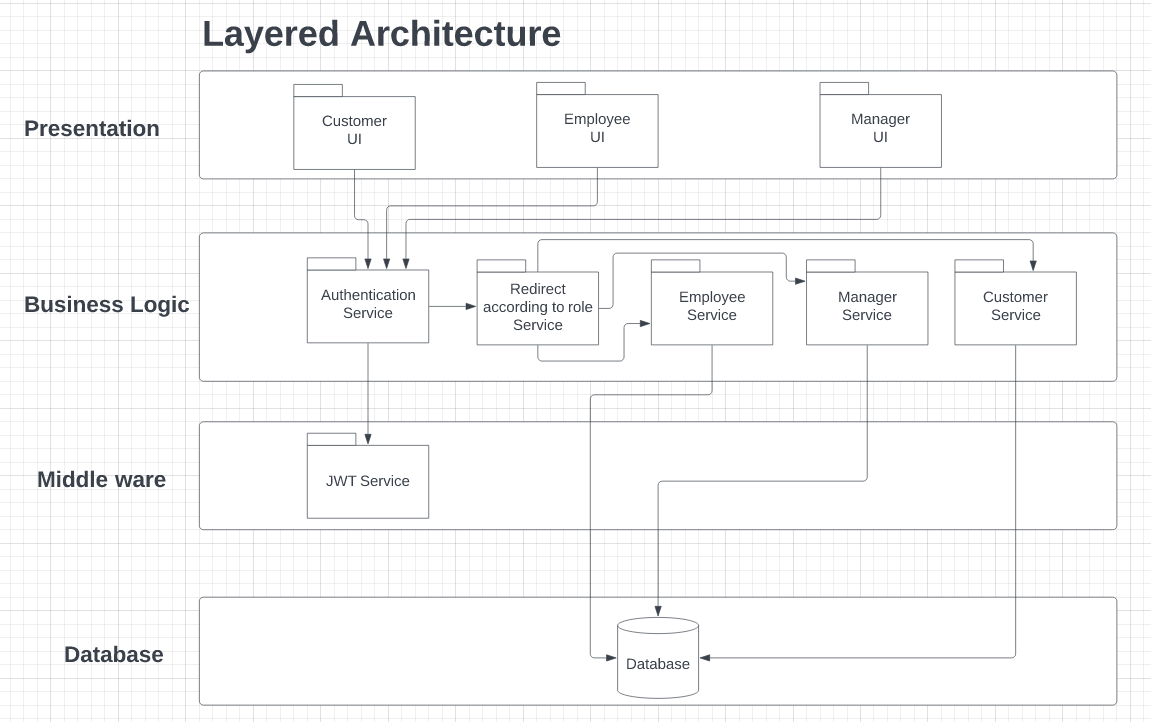 Layered Architecture
Presentation
Customer
UI
Employee
UI
Manager
UI
Business Logic
Authentication
Service
Redirect
according to role
Service
Employee
Service
Manager
Service
Customer
Service
Middle ware
JWT Service
Database
Database